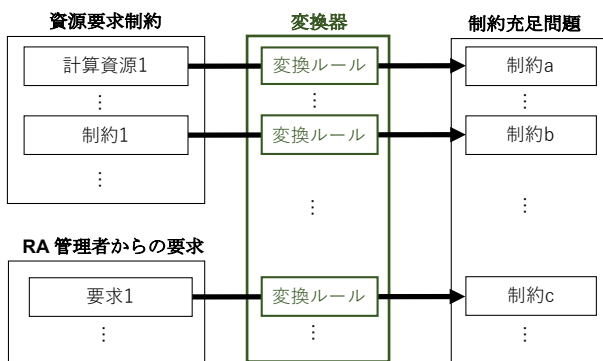 資源要求制約
変換器
制約充足問題
計算資源1
変換ルール
制約a
⋮
⋮
⋮
制約1
変換ルール
制約b
⋮
⋮
⋮
RA 管理者からの要求
要求1
変換ルール
制約c
⋮
⋮
⋮